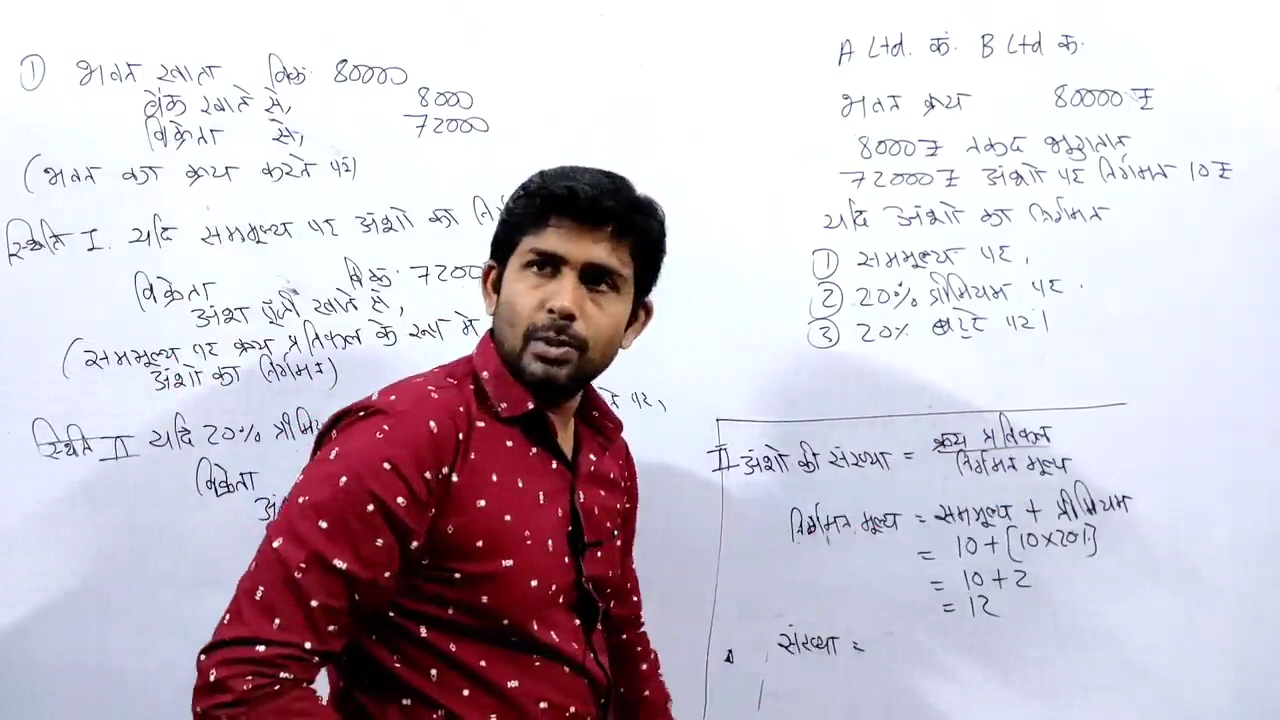 ① भवन खाता विक. 80000
बैंक खाते से, 8000
विक्रेता से, 72000
(भवन का क्रय करने पर)
स्थिति I. यदि सममूल्य पर अंशो का
विक्रेता विक. 7200
अंश पूँजी खाते से,
(सममूल्य पर क्रय प्रतिफल के रूप में
अंशो का निर्गमन)
स्थिति II यदि 20% पर,
विक्रेता
A Ltd. क. B Ltd क.
भवन क्रय 80000 ₹
8000 ₹ नकद भुगतान
72000 ₹ अंशो पर निर्गमन 10 ₹
यदि अंशो का निर्गमन
① सममूल्य पर,
② 20% प्रीमियम पर.
③ 20% बट्टे पर।
II अंशो की संख्या = क्रय प्रतिफल
निर्गमन मूल्य
निर्गमन मूल्य = सममूल्य + प्रीमियम
= 10 + [10×20%]
= 10 + 2
= 12
संख्या =